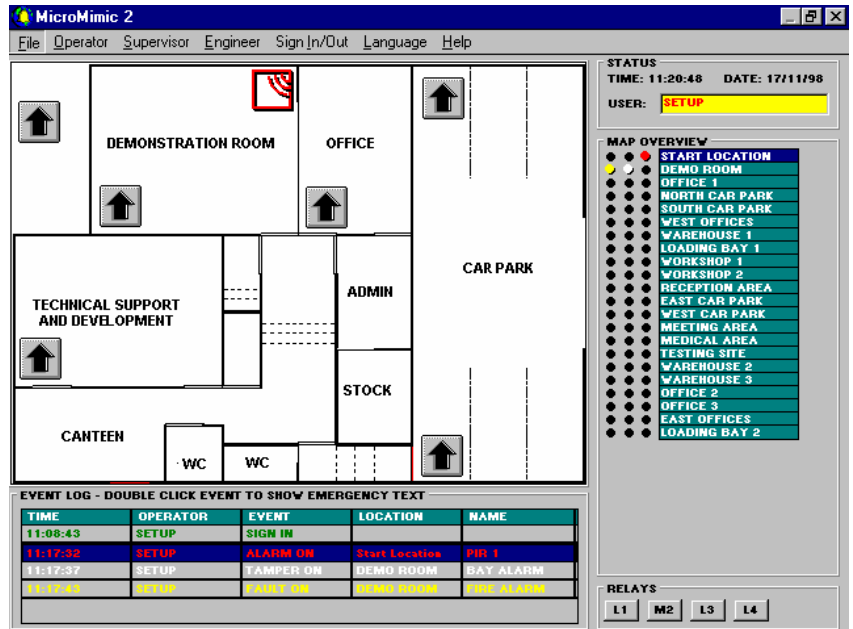 MicroMimic 2
File Operator Supervisor Engineer Sign In/Out Language Help
DEMONSTRATION ROOM
OFFICE
CAR PARK
ADMIN
TECHNICAL SUPPORT
AND DEVELOPMENT
STOCK
CANTEEN
WC
WC
STATUS
TIME: 11:20:48 DATE: 17/11/98
USER: SETUP
MAP OVERVIEW
START LOCATION
DEMO ROOM
OFFICE 1
NORTH CAR PARK
SOUTH CAR PARK
WEST OFFICES
WAREHOUSE 1
LOADING BAY 1
WORKSHOP 1
WORKSHOP 2
RECEPTION AREA
EAST CAR PARK
WEST CAR PARK
MEETING AREA
MEDICAL AREA
TESTING SITE
WAREHOUSE 2
WAREHOUSE 3
OFFICE 2
OFFICE 3
EAST OFFICES
LOADING BAY 2
EVENT LOG - DOUBLE CLICK EVENT TO SHOW EMERGENCY TEXT
TIME OPERATOR EVENT LOCATION NAME
11:08:43 SETUP SIGN IN
11:17:32 SETUP ALARM ON Start Location PIR 1
11:17:37 SETUP TAMPER ON DEMO ROOM BAY ALARM
11:17:43 SETUP FAULT ON DEMO ROOM FIRE ALARM
RELAYS
L1 M2 L3 L4